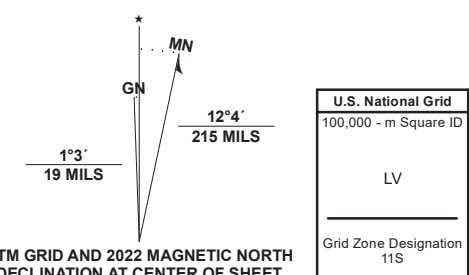 MN
GN
12°4´
215 MILS
1°3´
19 MILS
TM GRID AND 2022 MAGNETIC NORTH
DECLINATION AT CENTER OF SHEET
U.S. National Grid
100,000 - m Square ID
LV
Grid Zone Designation
11S